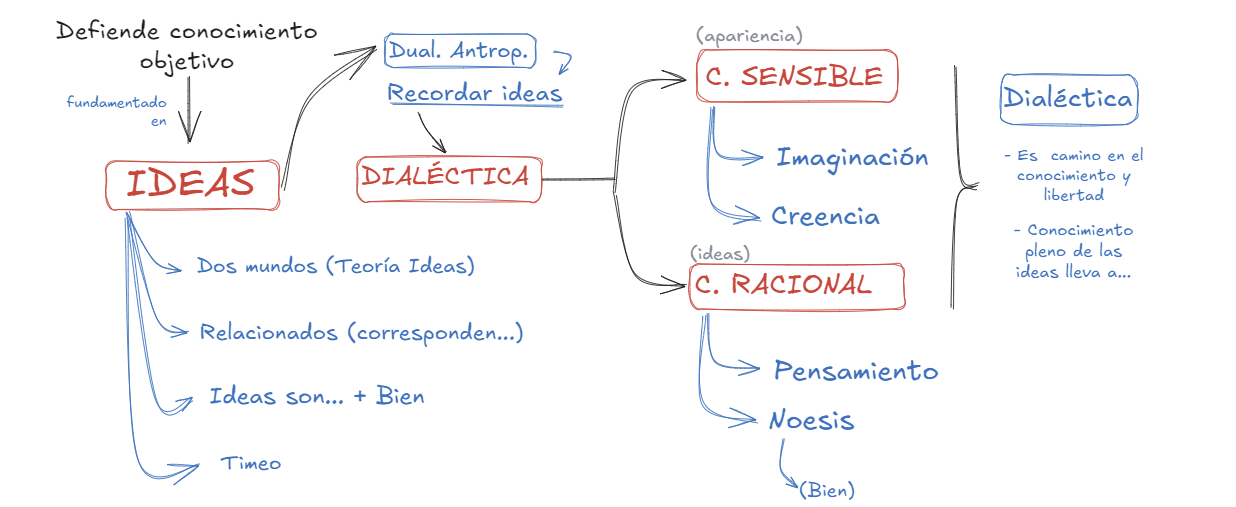 Defiende conocimiento
objetivo
fundamentado
en
IDEAS
Dos mundos (Teoría Ideas)
Relacionados (corresponden...)
Ideas son... + Bien
Timeo
Dual. Antrop.
Recordar ideas
DIALÉCTICA
(apariencia)
C. SENSIBLE
Imaginación
Creencia
(ideas)
C. RACIONAL
Pensamiento
Noesis
(Bien)
Dialéctica
- Es camino en el
conocimiento y
libertad
- Conocimiento
pleno de las
ideas lleva a...